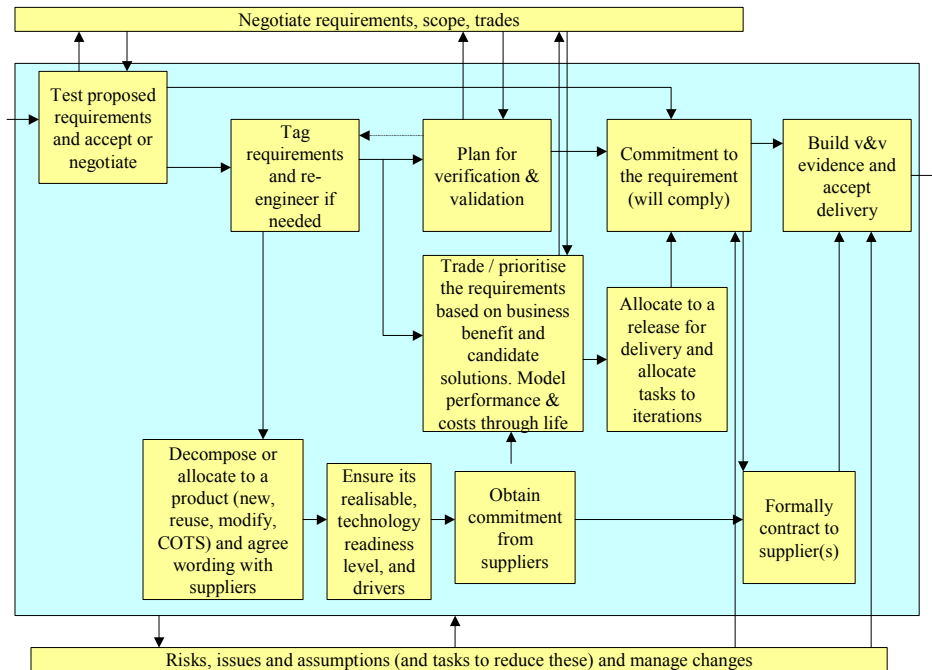 Negotiate requirements, scope, trades
Test proposed
requirements
and accept or
negotiate
Tag
requirements
and re-
engineer if
needed
Plan for
verification &
validation
Commitment to
the requirement
(will comply)
Build v&v
evidence and
accept
delivery
Trade / prioritise
the requirements
based on business
benefit and
candidate
solutions. Model
performance &
costs through life
Allocate to a
release for
delivery and
allocate
tasks to
iterations
Decompose or
allocate to a
product (new,
reuse, modify,
COTS) and agree
wording with
suppliers
Ensure its
realisable,
technology
readiness
level, and
drivers
Obtain
commitment
from
suppliers
Formally
contract to
supplier(s)
Risks, issues and assumptions (and tasks to reduce these) and manage changes